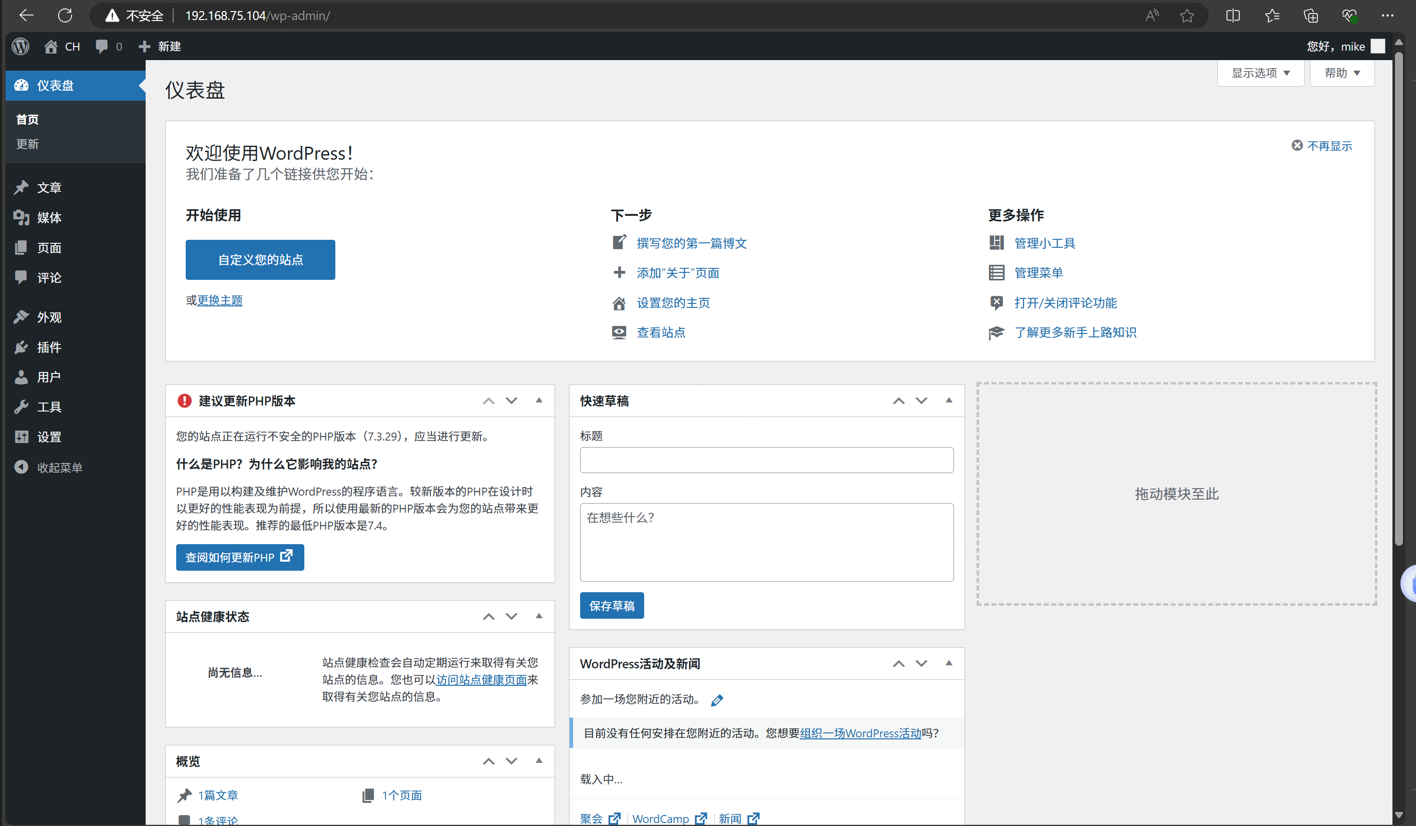 不安全 192.168.75.104/wp-admin/
CH 0 新建 您好，mike
仪表盘
首页
更新
文章
媒体
页面
评论
外观
插件
用户
工具
设置
收起菜单
仪表盘
显示选项 帮助
欢迎使用WordPress！
我们准备了几个链接供您开始：
不再显示
开始使用
自定义您的站点
或更换主题
下一步
撰写您的第一篇博文
添加“关于”页面
设置您的主页
查看站点
更多操作
管理小工具
管理菜单
打开/关闭评论功能
了解更多新手上路知识
建议更新PHP版本
您的站点正在运行不安全的PHP版本（7.3.29），应当进行更新。
什么是PHP？为什么它影响我的站点？
PHP是用以构建及维护WordPress的程序语言。较新版本的PHP在设计时
以更好的性能表现为前提，所以使用最新的PHP版本会为您的站点带来更
好的性能表现。推荐的最低PHP版本是7.4。
查阅如何更新PHP
站点健康状态
尚无信息…
站点健康检查会自动定期运行来取得有关您
站点的信息。您也可以访问站点健康页面来
取得有关您站点的信息。
概览
1篇文章 1个页面
1条评论
快速草稿
标题
内容
在想些什么？
保存草稿
WordPress活动及新闻
参加一场您附近的活动。
目前没有任何安排在您附近的活动。您想要组织一场WordPress活动吗？
载入中…
聚会 | WordCamp | 新闻
拖动模块至此